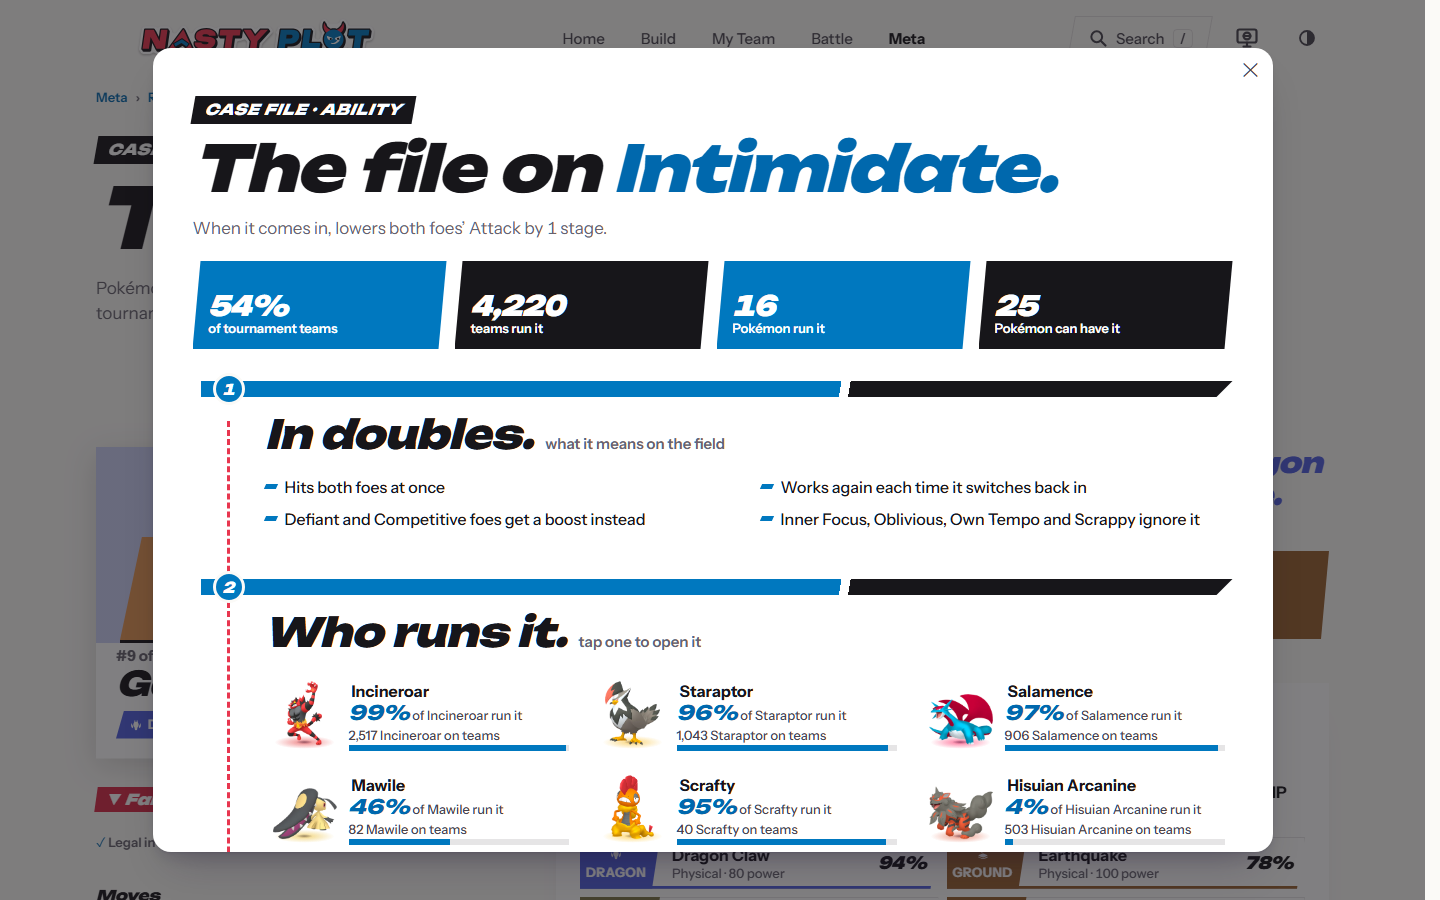 NASTY PLOT
Home
Build
My Team
Battle
Meta
Search /
Meta ›
CASE FILE · ABILITY
The file on Intimidate.
When it comes in, lowers both foes’ Attack by 1 stage.
54%
of tournament teams
4,220
teams run it
16
Pokémon run it
25
Pokémon can have it
1
In doubles. what it means on the field
Hits both foes at once
Works again each time it switches back in
Defiant and Competitive foes get a boost instead
Inner Focus, Oblivious, Own Tempo and Scrappy ignore it
2
Who runs it. tap one to open it
Incineroar
99% of Incineroar run it
2,517 Incineroar on teams
Staraptor
96% of Staraptor run it
1,043 Staraptor on teams
Salamence
97% of Salamence run it
906 Salamence on teams
Mawile
46% of Mawile run it
82 Mawile on teams
Scrafty
95% of Scrafty run it
40 Scrafty on teams
Hisuian Arcanine
4% of Hisuian Arcanine run it
503 Hisuian Arcanine on teams
#9 of
✓ Legal in
Moves
DRAGON
Dragon Claw
Physical · 80 power
94%
GROUND
Earthquake
Physical · 100 power
78%